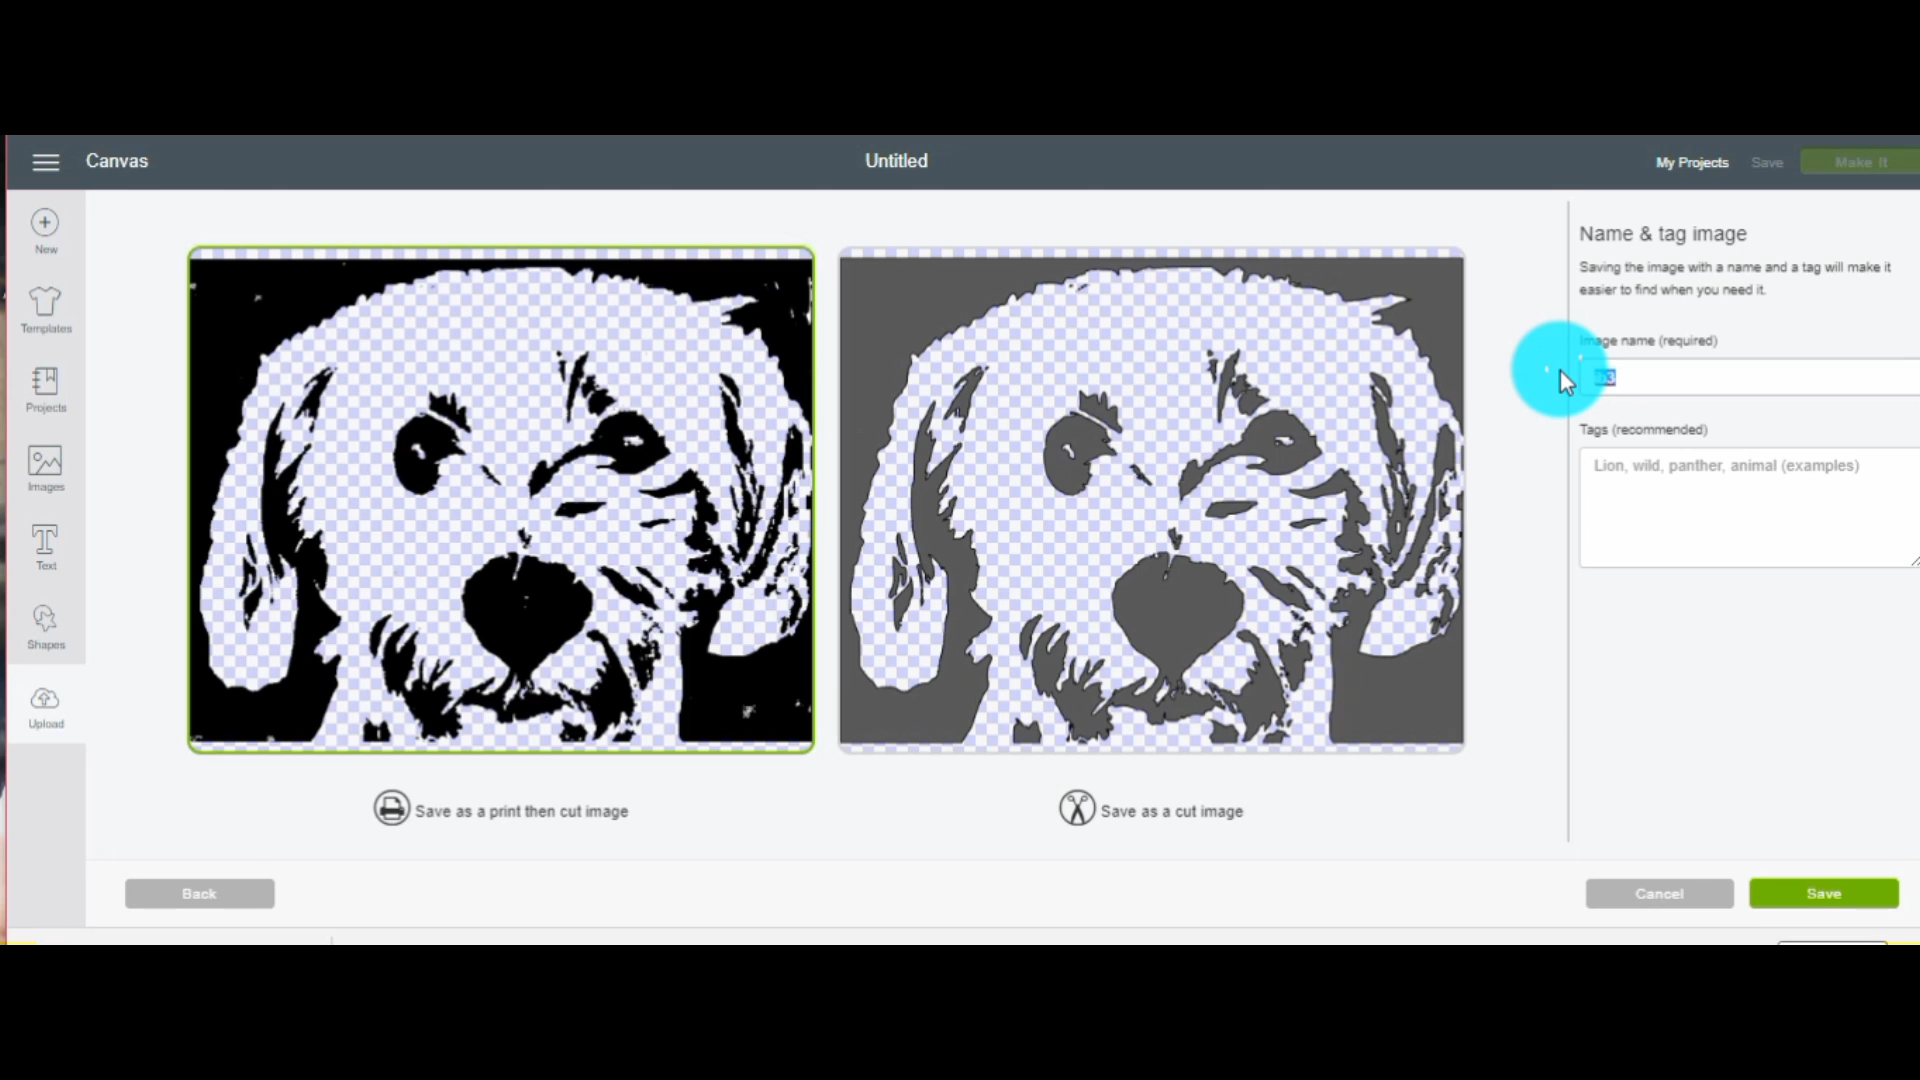 Canvas
Untitled
My Projects
Save
Make It
New
Templates
Projects
Images
Text
Shapes
Upload
Name & tag image
Saving the image with a name and a tag will make it
easier to find when you need it.
Image name (required)
Tags (recommended)
Lion, wild, panther, animal (examples)
Save as a print then cut image
Save as a cut image
Back
Cancel
Save